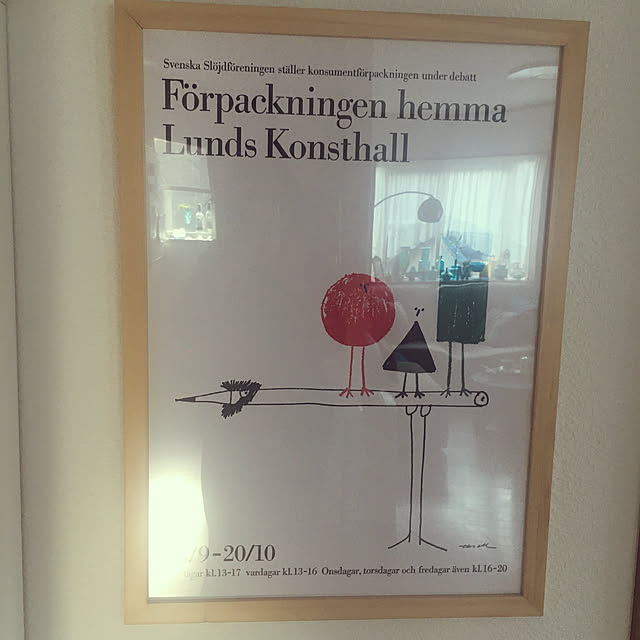 Svenska Slöjdföreningen ställer konsumentförpackningen under debatt
Förpackningen hemma
Lunds Konsthall
/9–20/10
kl.13-17 vardagar kl.13-16 Onsdagar, torsdagar och fredagar även kl.16-20